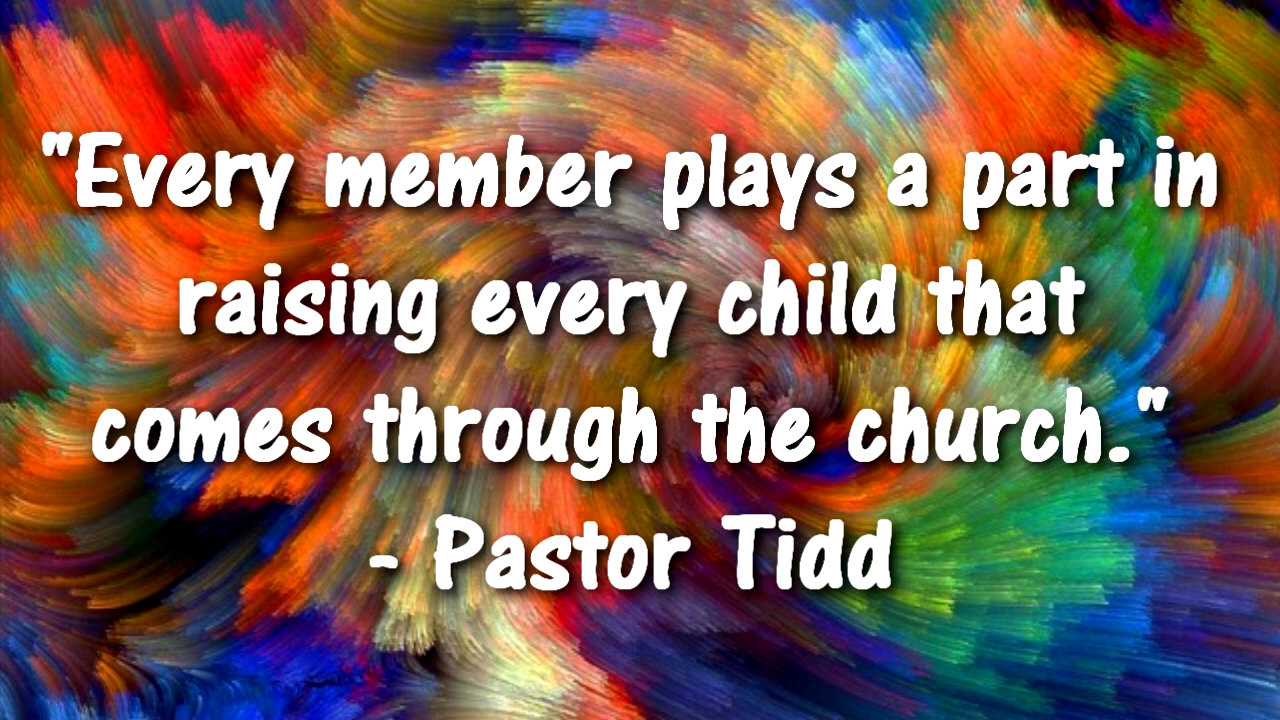 "Every member plays a part in
raising every child that
comes through the church."
- Pastor Tidd